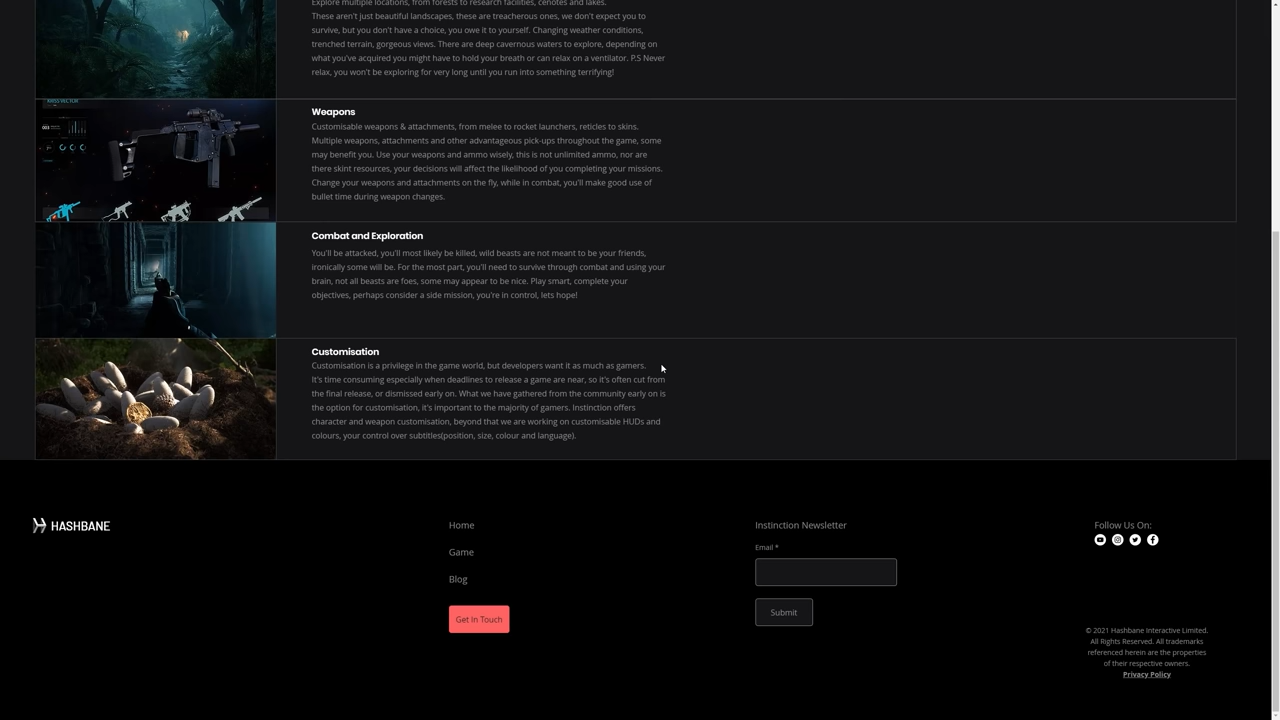 Explore multiple locations, from forests to research facilities, cenotes and lakes.
These aren't just beautiful landscapes, these are treacherous ones, we don't expect you to
survive, but you don't have a choice, you owe it to yourself. Changing weather conditions,
trenched terrain, gorgeous views. There are deep cavernous waters to explore, depending on
what you've acquired you might have to hold your breath or can relax on a ventilator. P.S Never
relax, you won't be exploring for very long until you run into something terrifying!
Weapons
Customisable weapons & attachments, from melee to rocket launchers, reticles to skins.
Multiple weapons, attachments and other advantageous pick-ups throughout the game, some
may benefit you. Use your weapons and ammo wisely, this is not unlimited ammo, nor are
there skint resources, your decisions will affect the likelihood of you completing your missions.
Change your weapons and attachments on the fly, while in combat, you'll make good use of
bullet time during weapon changes.
Combat and Exploration
You'll be attacked, you'll most likely be killed, wild beasts are not meant to be your friends,
ironically some will be. For the most part, you'll need to survive through combat and using your
brain, not all beasts are foes, some may appear to be nice. Play smart, complete your
objectives, perhaps consider a side mission, you're in control, lets hope!
Customisation
Customisation is a privilege in the game world, but developers want it as much as gamers.
It's time consuming especially when deadlines to release a game are near, so it's often cut from
the final release, or dismissed early on. What we have gathered from the community early on is
the option for customisation, it's important to the majority of gamers. Instinction offers
character and weapon customisation, beyond that we are working on customisable HUDs and
colours, your control over subtitles(position, size, colour and language).
HASHBANE
Home
Game
Blog
Get In Touch
Instinction Newsletter
Email *
Submit
Follow Us On:
© 2021 Hashbane Interactive Limited.
All Rights Reserved. All trademarks
referenced herein are the properties
of their respective owners.
Privacy Policy